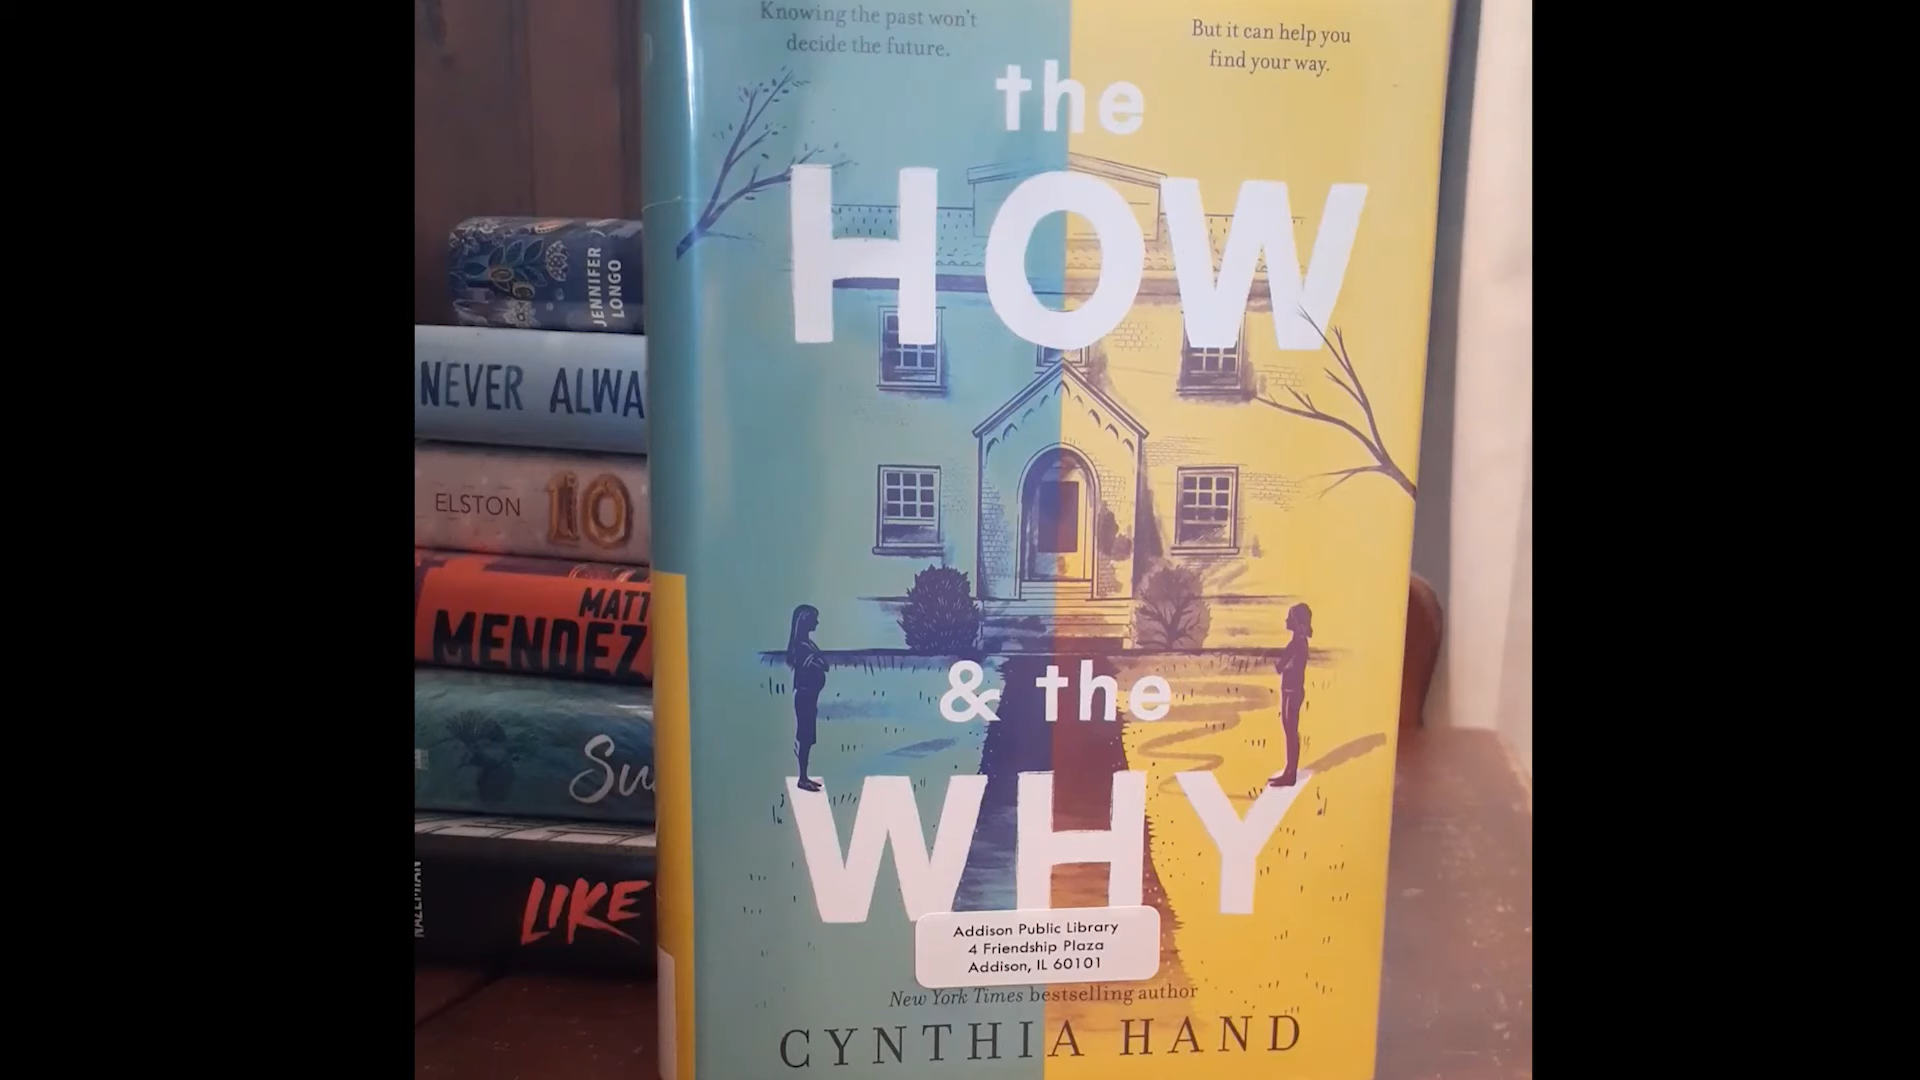 Knowing the past won't
decide the future.
But it can help you
find your way.
the
HOW
& the
WHY
Addison Public Library
4 Friendship Plaza
Addison, IL 60101
New York Times bestselling author
CYNTHIA HAND
JENNIFER
LONGO
NEVER ALWA
ELSTON 10
MATT
MENDEZ
Su
NAZEMIAN
LIKE